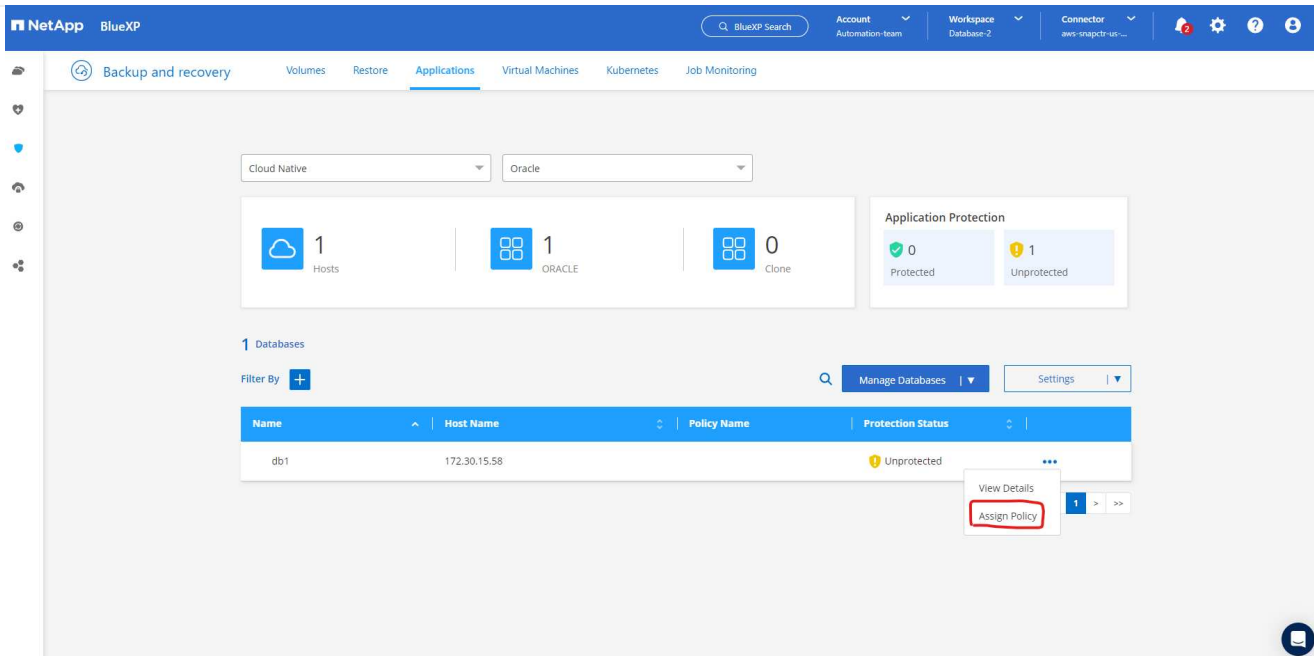 NetApp BlueXP
BlueXP Search
Account
Automation-team
Workspace
Database-2
Connector
aws-snapctr-us-...
2
Backup and recovery
Volumes Restore Applications Virtual Machines Kubernetes Job Monitoring
Cloud Native
Oracle
1
Hosts
1
ORACLE
0
Clone
Application Protection
0
Protected
1
Unprotected
1 Databases
Filter By +
Manage Databases
Settings
Name Host Name Policy Name Protection Status
db1 172.30.15.58 Unprotected
View Details
Assign Policy
1 > >>